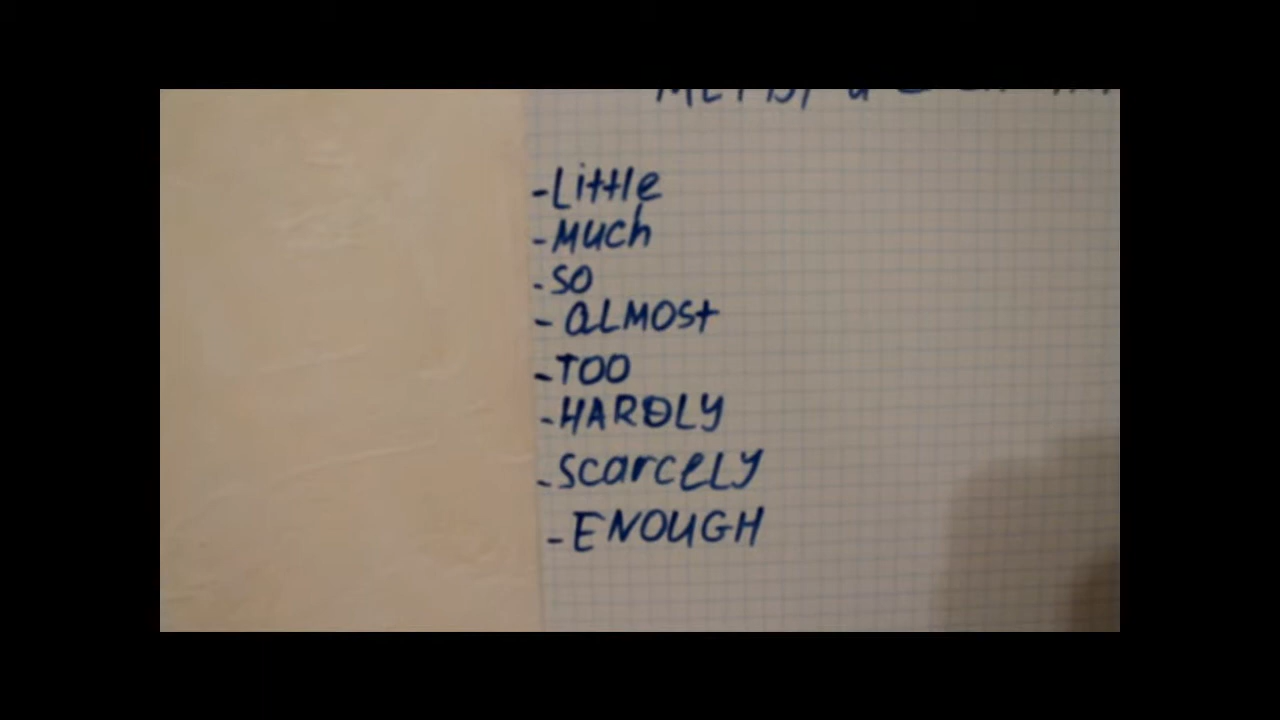 -Little
-Much
-SO
-aLMOSt
-TOO
-HARDLY
-ScarceLY
-ENOUGH